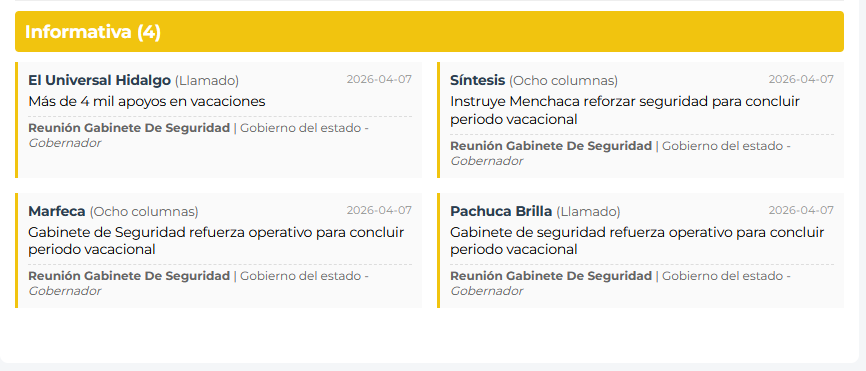 Informativa (4)
El Universal Hidalgo (Llamado) 2026-04-07
Más de 4 mil apoyos en vacaciones
Reunión Gabinete De Seguridad | Gobierno del estado -
Gobernador
Síntesis (Ocho columnas) 2026-04-07
Instruye Menchaca reforzar seguridad para concluir
periodo vacacional
Reunión Gabinete De Seguridad | Gobierno del estado -
Gobernador
Marfeca (Ocho columnas) 2026-04-07
Gabinete de Seguridad refuerza operativo para concluir
periodo vacacional
Reunión Gabinete De Seguridad | Gobierno del estado -
Gobernador
Pachuca Brilla (Llamado) 2026-04-07
Gabinete de seguridad refuerza operativo para concluir
periodo vacacional
Reunión Gabinete De Seguridad | Gobierno del estado -
Gobernador